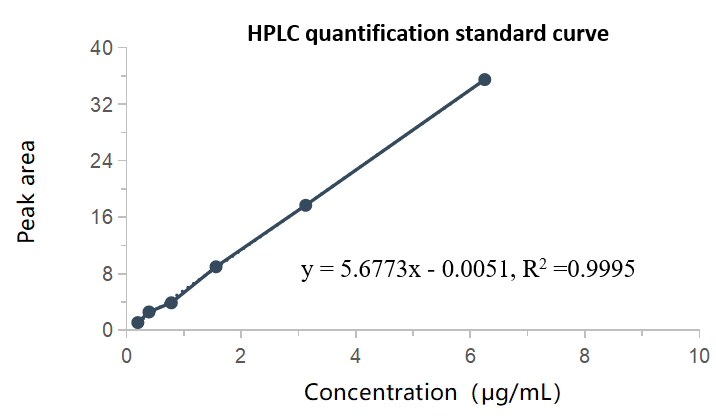 HPLC quantification standard curve
40
32
24
16
8
0
Peak area
y = 5.6773x - 0.0051, R² =0.9995
0 2 4 6 8 10
Concentration（μg/mL）